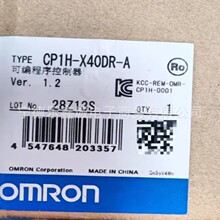 TYPE CP1H-X40DR-A
可编程序控制器
Ver. 1.2
KCC-REM-OMR-
CP1H-0001
LOT No. 28Z13S
QTY. 1
4 547648 203357
OMRON Corporation
MADE IN CHINA
OMRON